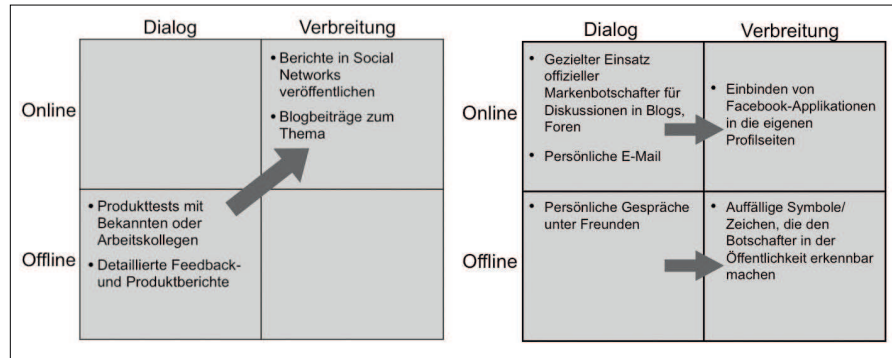 Dialog
Verbreitung
Online
• Berichte in Social
Networks
veröffentlichen
• Blogbeiträge zum
Thema
Offline
• Produkttests mit
Bekannten oder
Arbeitskollegen
• Detaillierte Feedback-
und Produktberichte
Dialog
Verbreitung
Online
• Gezielter Einsatz
offizieller
Markenbotschafter für
Diskussionen in Blogs,
Foren
• Persönliche E-Mail
• Einbinden von
Facebook-Applikationen
in die eigenen
Profilseiten
Offline
• Persönliche Gespräche
unter Freunden
• Auffällige Symbole/
Zeichen, die den
Botschafter in der
Öffentlichkeit erkennbar
machen